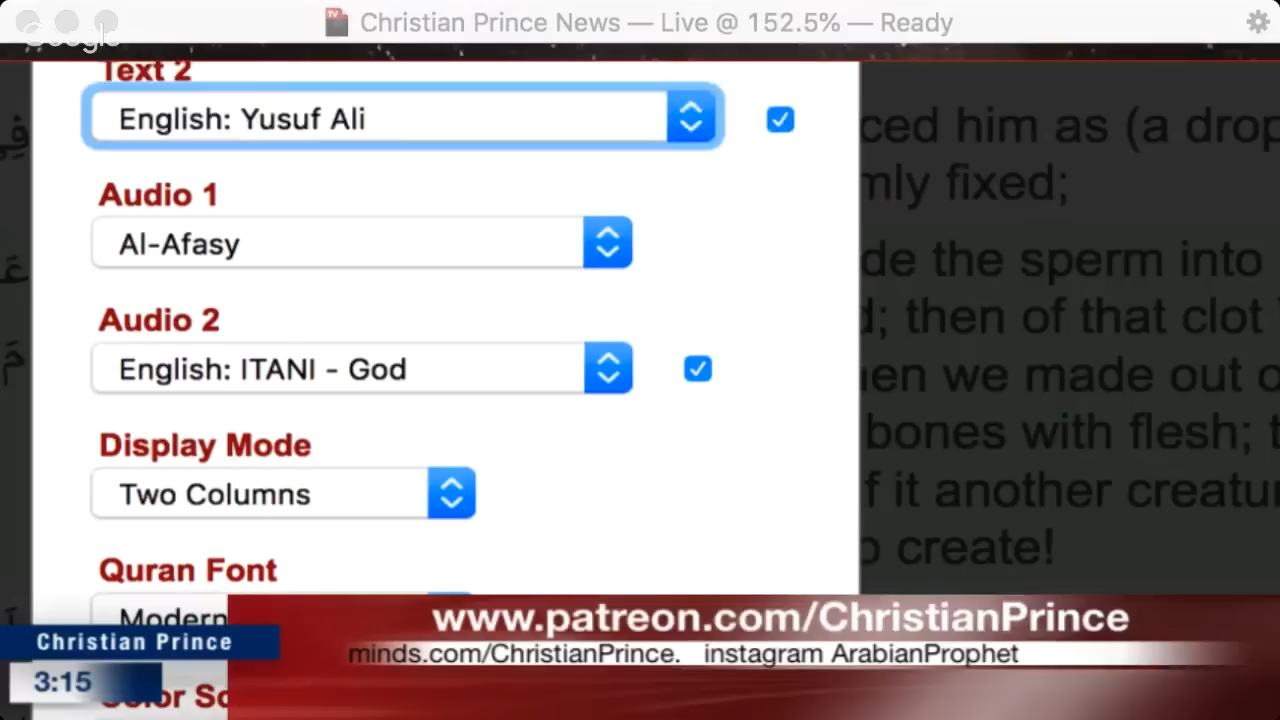 Christian Prince News — Live @ 152.5% — Ready
Google
Text 2
English: Yusuf Ali
Audio 1
Al-Afasy
Audio 2
English: ITANI - God
Display Mode
Two Columns
Quran Font
Modern
ced him as (a drop
mly fixed;
de the sperm into
; then of that clot
en we made out
bones with flesh;
f it another creatu
create!
www.patreon.com/ChristianPrince
Christian Prince
minds.com/ChristianPrince. instagram ArabianProphet
3:15